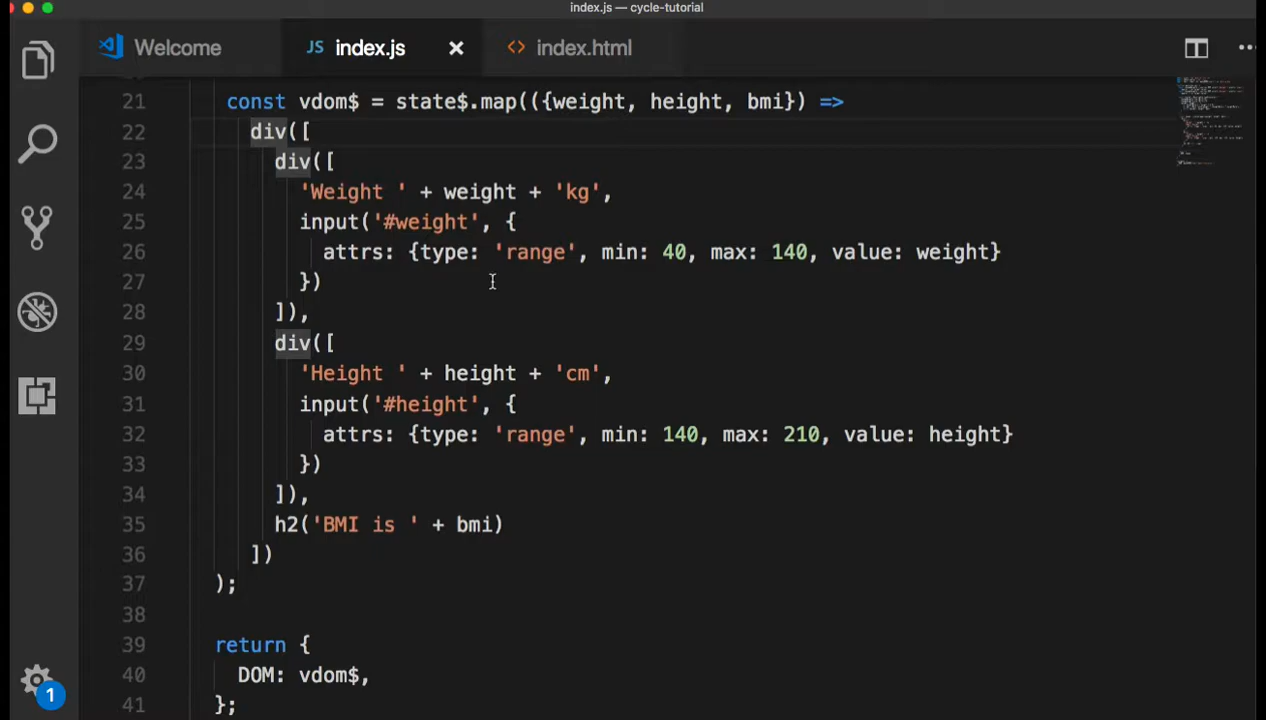 index.js — cycle-tutorial
Welcome
JS index.js
index.html
21 const vdom$ = state$.map(({weight, height, bmi}) =>
22 div([
23 div([
24 'Weight ' + weight + 'kg',
25 input('#weight', {
26 attrs: {type: 'range', min: 40, max: 140, value: weight}
27 })
28 ]),
29 div([
30 'Height ' + height + 'cm',
31 input('#height', {
32 attrs: {type: 'range', min: 140, max: 210, value: height}
33 })
34 ]),
35 h2('BMI is ' + bmi)
36 ])
37 );
38
39 return {
40 DOM: vdom$,
41 };
1